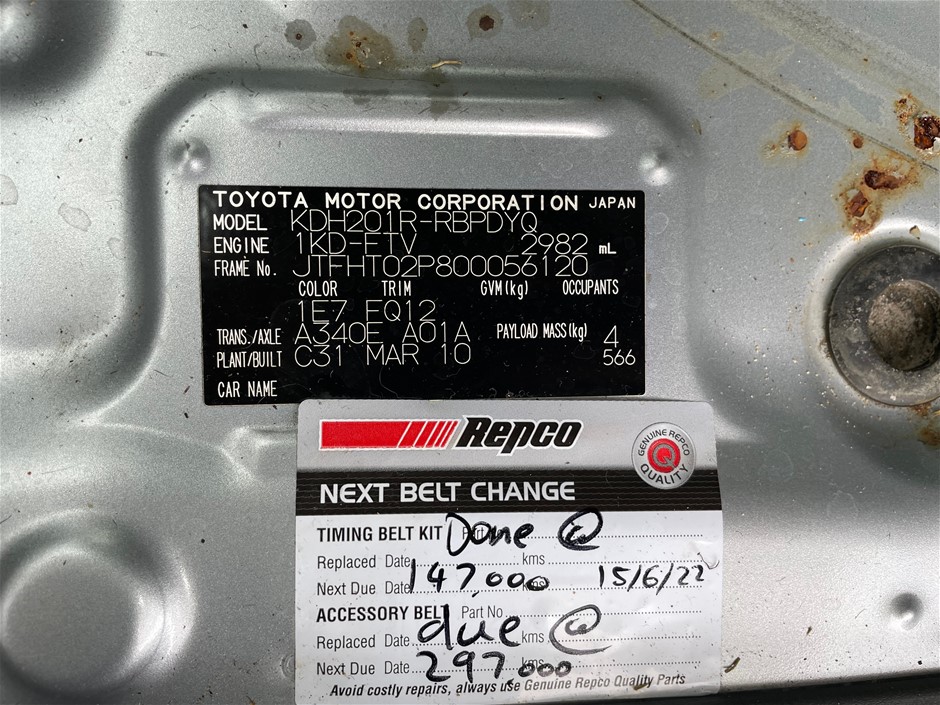 TOYOTA MOTOR CORPORATION JAPAN
MODEL KDH201R-RBPDYQ
ENGINE 1KD-FTV 2982 mL
FRAME No. JTFHT02P800056120
COLOR TRIM GVM(kg) OCCUPANTS
1E7 FQ12
TRANS./AXLE A340E A01A PAYLOAD MASS(kg) 4
PLANT/BUILT C31 MAR 10 566
CAR NAME
Repco
GENUINE REPCO QUALITY
NEXT BELT CHANGE
TIMING BELT KIT Done @
Replaced Date kms
Next Due Date 147,000 kms 15/6/22
ACCESSORY BELT Part No.
Replaced Date due @ kms
Next Due Date 297,000 kms
Avoid costly repairs, always use Genuine Repco Quality Parts